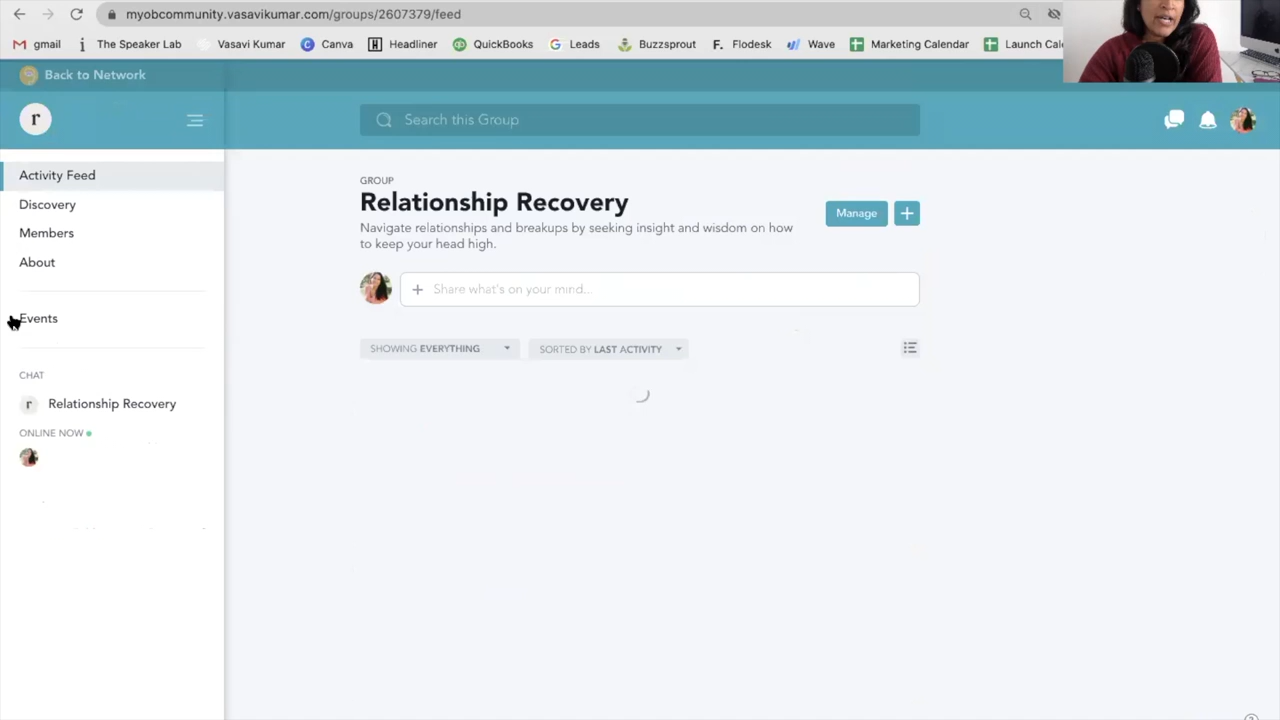 myobcommunity.vasavikumar.com/groups/2607379/feed
gmail
The Speaker Lab
Vasavi Kumar
Canva
Headliner
QuickBooks
Leads
Buzzsprout
F. Flodesk
Wave
Marketing Calendar
Launch Cal
Back to Network
r
Search this Group
Activity Feed
Discovery
Members
About
Events
CHAT
r Relationship Recovery
ONLINE NOW
GROUP
Relationship Recovery
Navigate relationships and breakups by seeking insight and wisdom on how
to keep your head high.
Manage
+ Share what's on your mind...
SHOWING EVERYTHING
SORTED BY LAST ACTIVITY